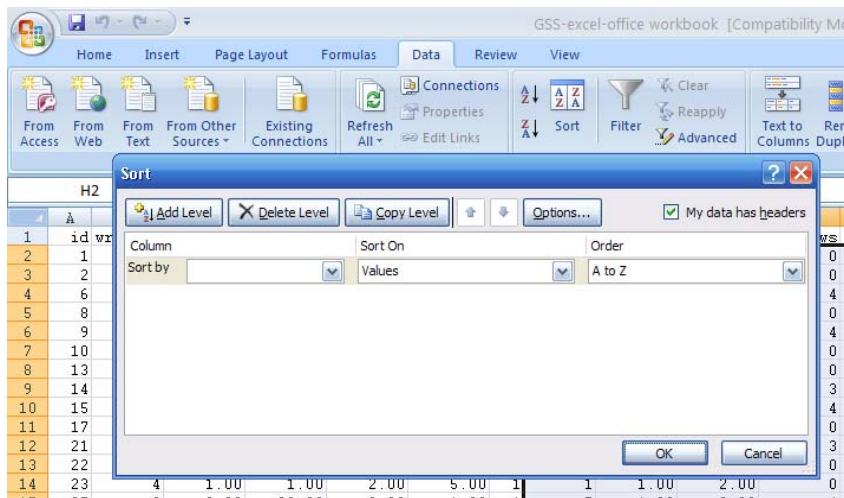 GSS-excel-office workbook [Compatibility Mo
Home Insert Page Layout Formulas Data Review View
From Access
From Web
From Text
From Other Sources
Existing Connections
Refresh All
Connections
Properties
Edit Links
A Z
Z A
A Z
Z A
Sort
Filter
Clear
Reapply
Advanced
Text to Columns
Rem
Dupl
Sort
H2
Add Level Delete Level Copy Level Options... My data has headers
Column Sort On Order
Sort by Values A to Z
OK Cancel
A
1 id wr ws
2 1 0
3 2 0
4 6 4
5 8 0
6 9 4
7 10 0
8 13 0
9 14 3
10 15 4
11 17 0
12 21 3
13 22 0
14 23 4 1.00 1.00 2.00 5.00 1 1 1.00 2.00 0